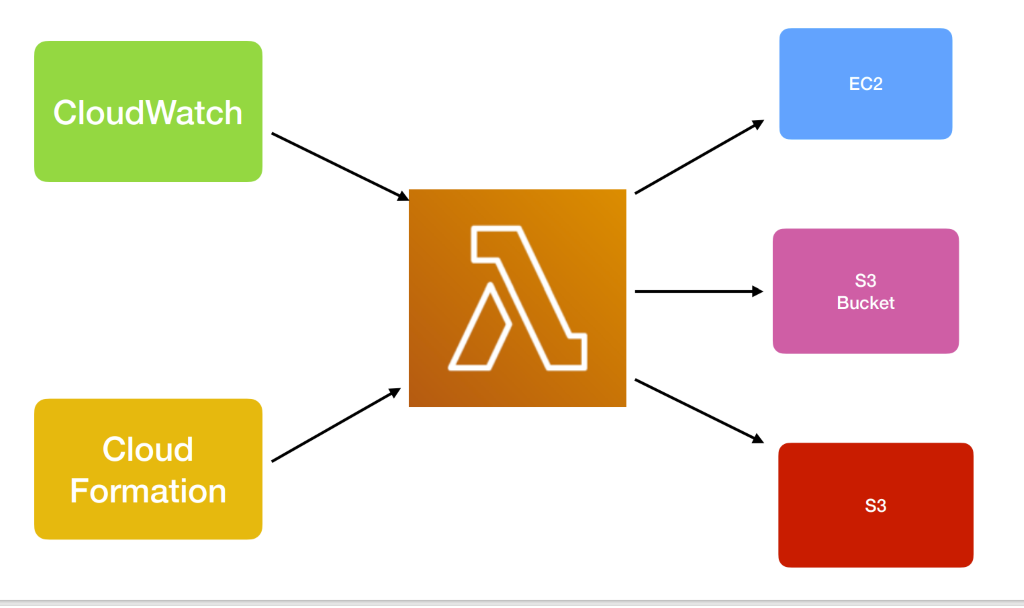 CloudWatch
EC2
S3
Bucket
Cloud
Formation
S3